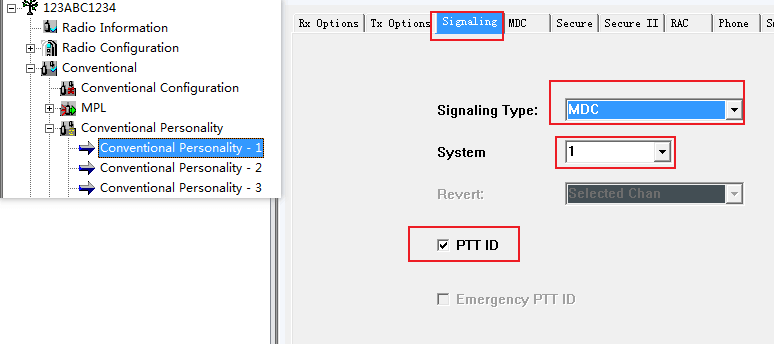 123ABC1234
Radio Information
Radio Configuration
Conventional
Conventional Configuration
MPL
Conventional Personality
Conventional Personality - 1
Conventional Personality - 2
Conventional Personality - 3
Rx Options Tx Options Signaling MDC Secure Secure II RAC Phone
Signaling Type: MDC
System 1
Revert: Selected Chan
PTT ID
Emergency PTT ID